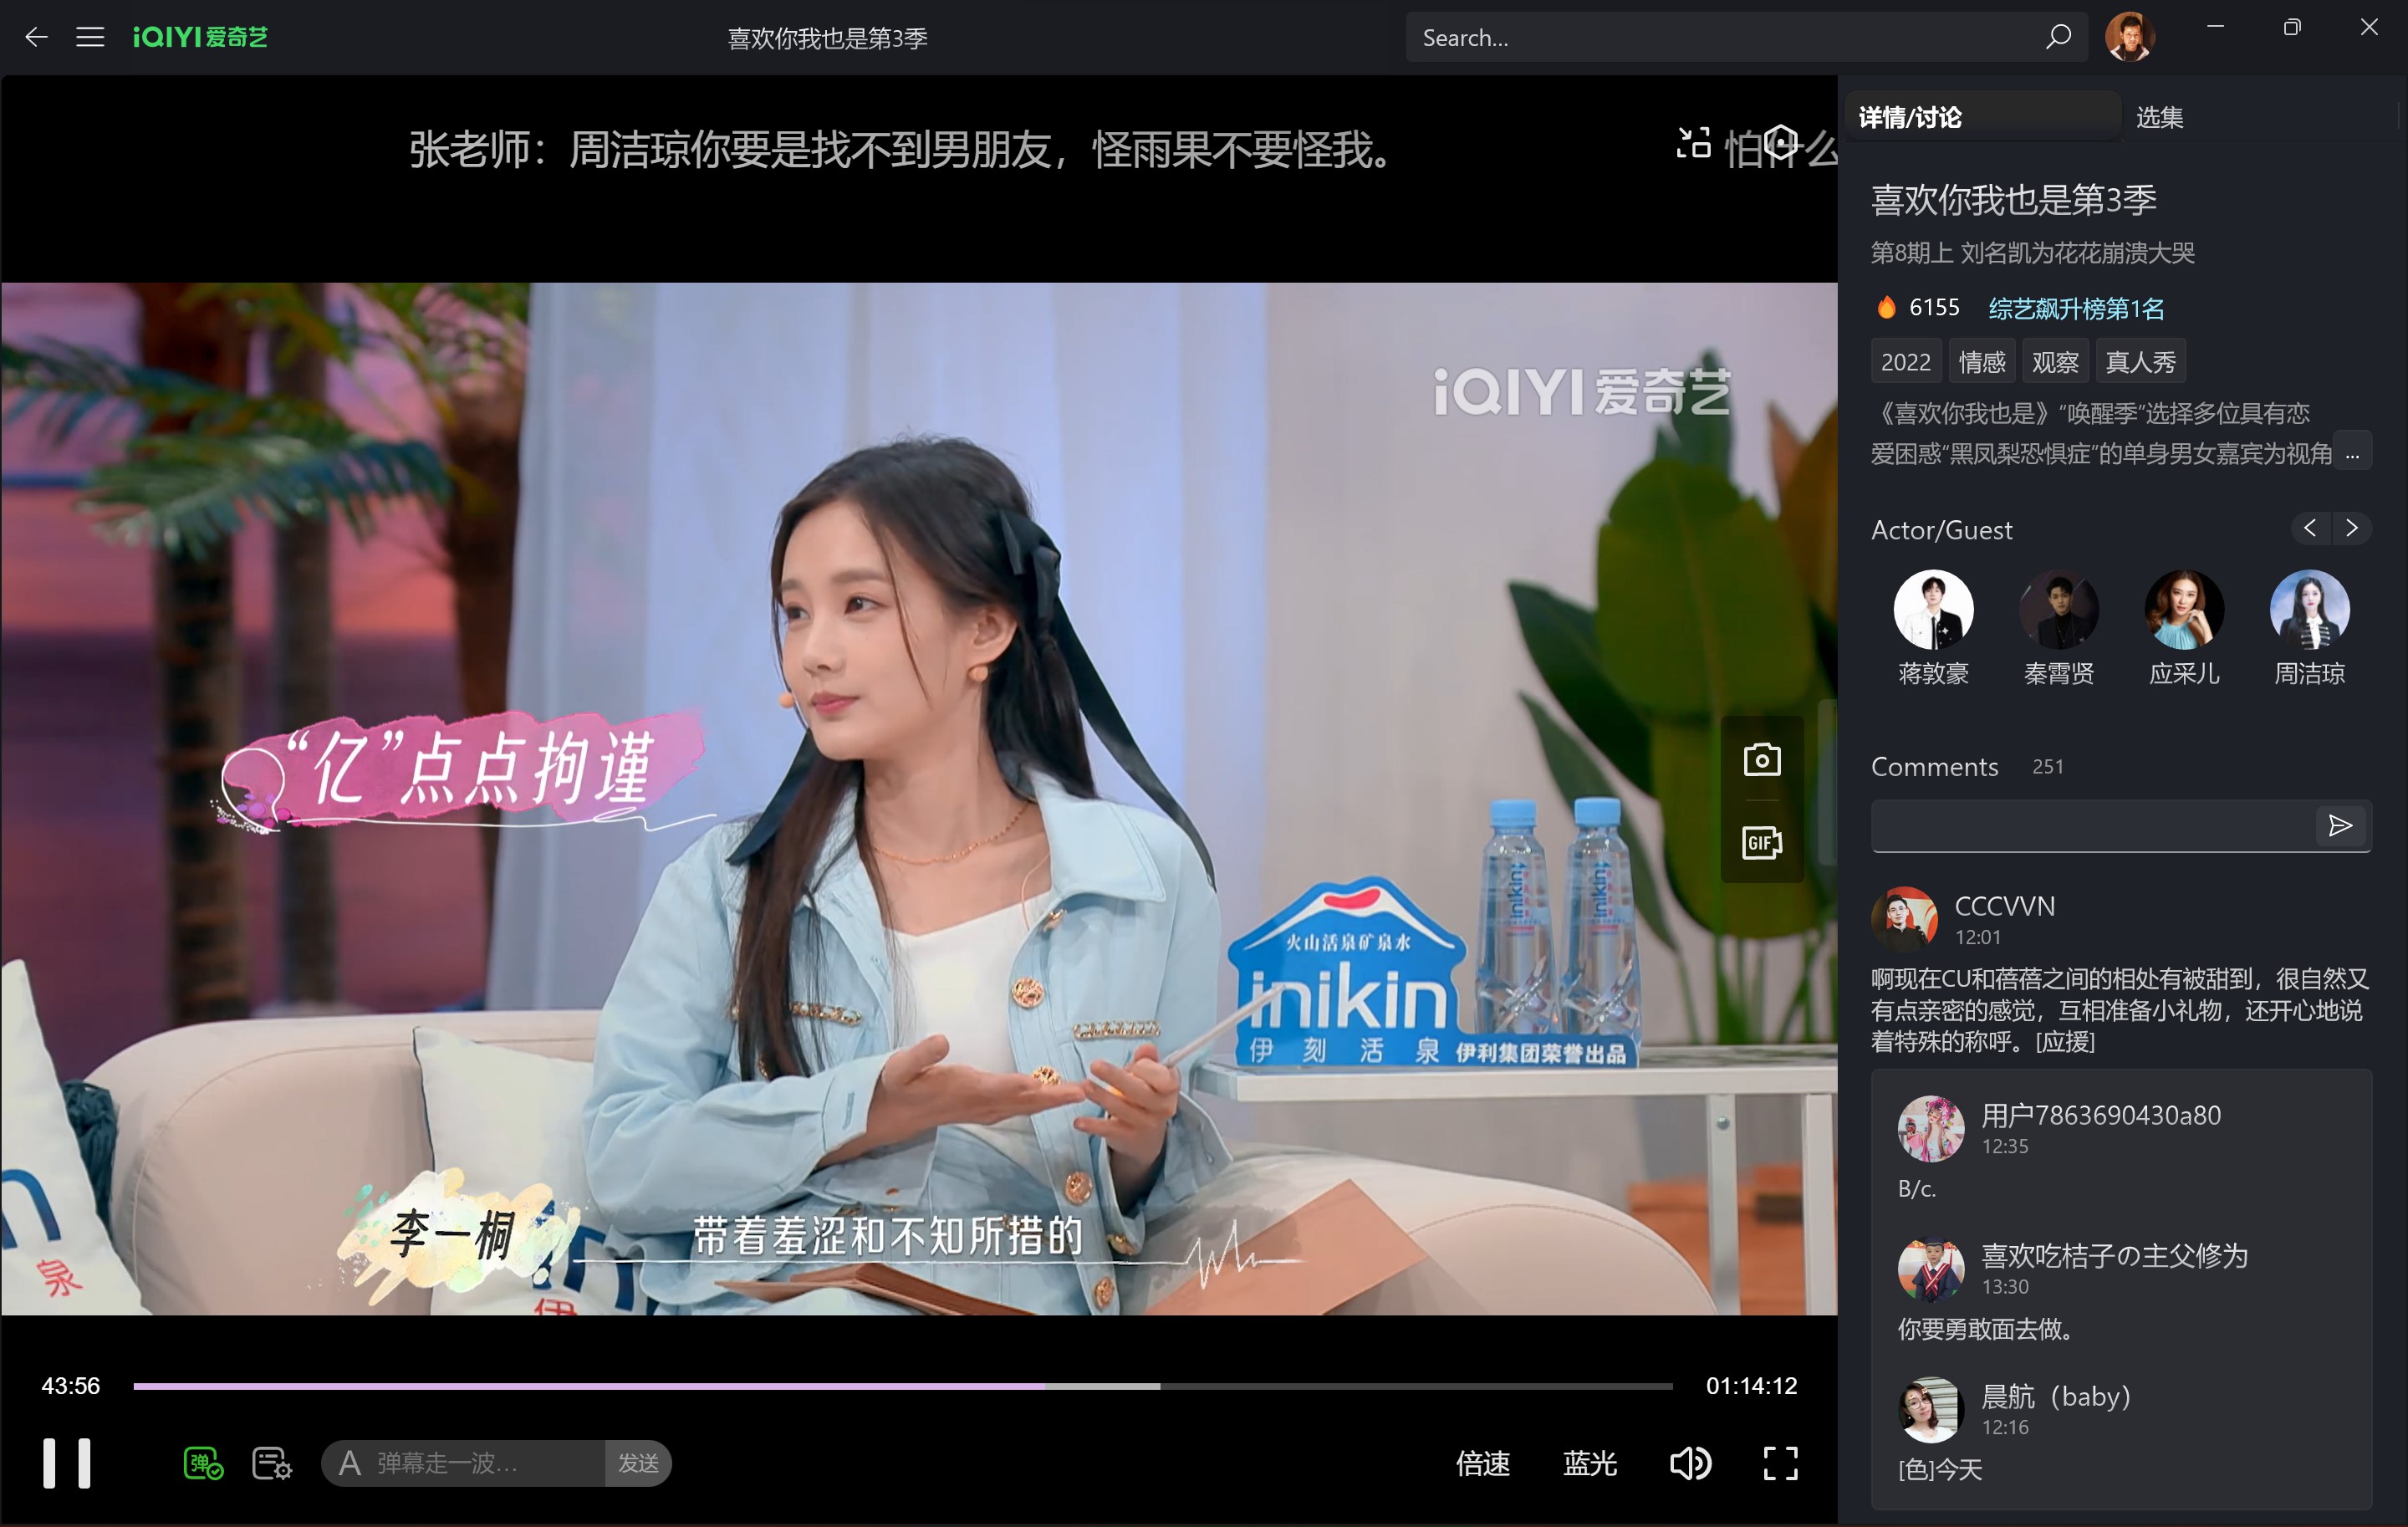 iQIYI 爱奇艺
喜欢你我也是第3季
Search...
张老师：周洁琼你要是找不到男朋友，怪雨果不要怪我。
怕什么
iQIYI 爱奇艺
“亿”点点拘谨
inikin
inikin
火山活泉矿泉水
inikin
伊刻活泉 伊利集团荣誉出品
李一桐
带着羞涩和不知所措的
泉
伊
43:56
01:14:12
弹
A 弹幕走一波...
发送
倍速
蓝光
GIF
详情/讨论
选集
喜欢你我也是第3季
第8期上 刘名凯为花花崩溃大哭
6155 综艺飙升榜第1名
2022 情感 观察 真人秀
《喜欢你我也是》“唤醒季”选择多位具有恋
爱困惑“黑凤梨恐惧症”的单身男女嘉宾为视角 ...
Actor/Guest
蒋敦豪 秦霄贤 应采儿 周洁琼
Comments 251
CCCVVN
12:01
啊现在CU和蓓蓓之间的相处有被甜到，很自然又
有点亲密的感觉，互相准备小礼物，还开心地说
着特殊的称呼。[应援]
用户7863690430a80
12:35
B/c.
喜欢吃桔子の主父修为
13:30
你要勇敢面去做。
晨航（baby）
12:16
[色]今天